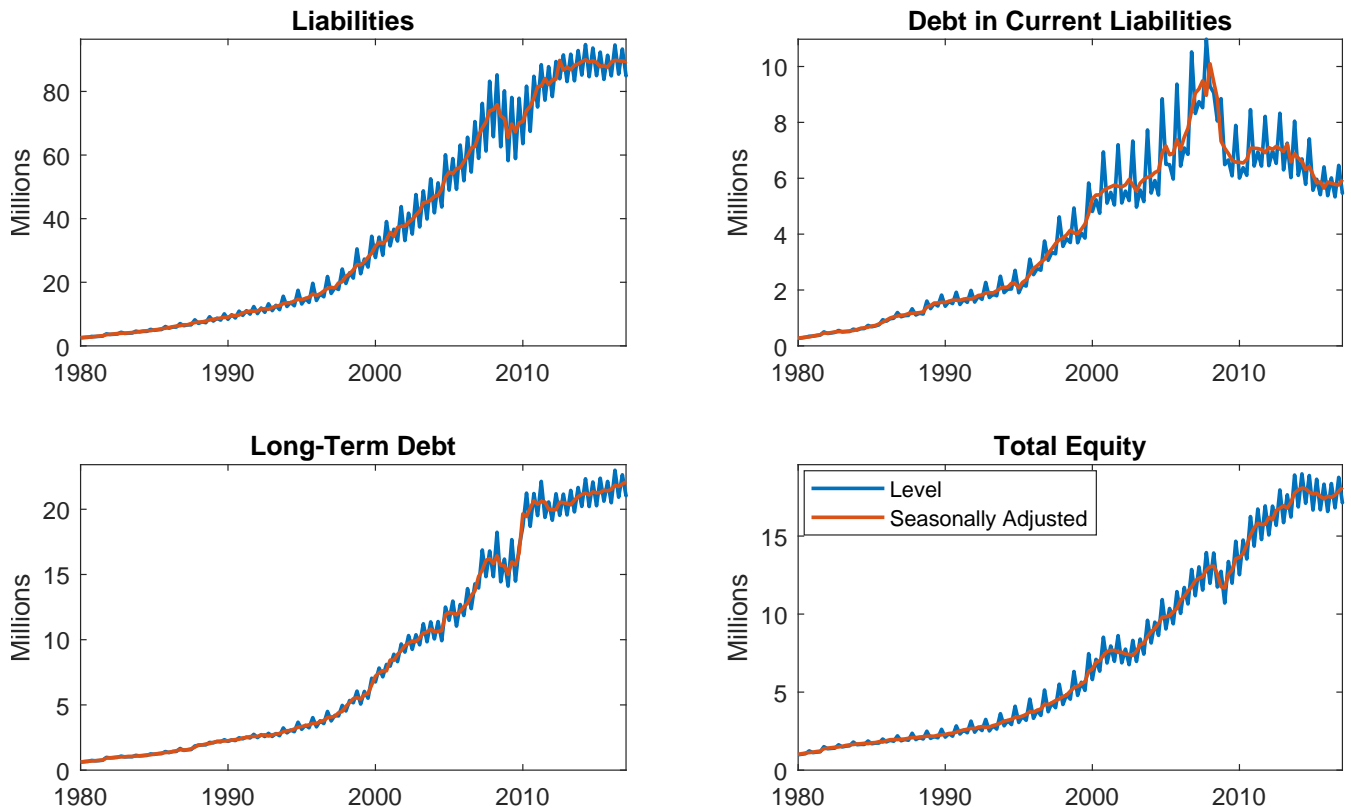 Liabilities
Millions
80
60
40
20
0
1980 1990 2000 2010
Debt in Current Liabilities
Millions
10
8
6
4
2
0
1980 1990 2000 2010
Long-Term Debt
Millions
20
15
10
5
0
1980 1990 2000 2010
Total Equity
Level
Seasonally Adjusted
Millions
15
10
5
0
1980 1990 2000 2010